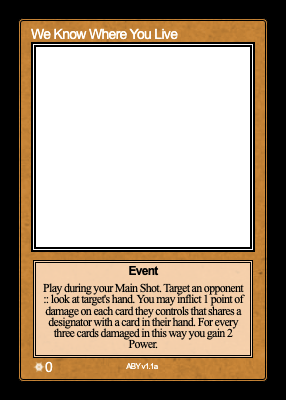 We Know Where You Live
Event
Play during your Main Shot. Target an opponent
:: look at target's hand. You may inflict 1 point of
damage on each card they controls that shares a
designator with a card in their hand. For every
three cards damaged in this way you gain 2
Power.
0
ABY v1.1a